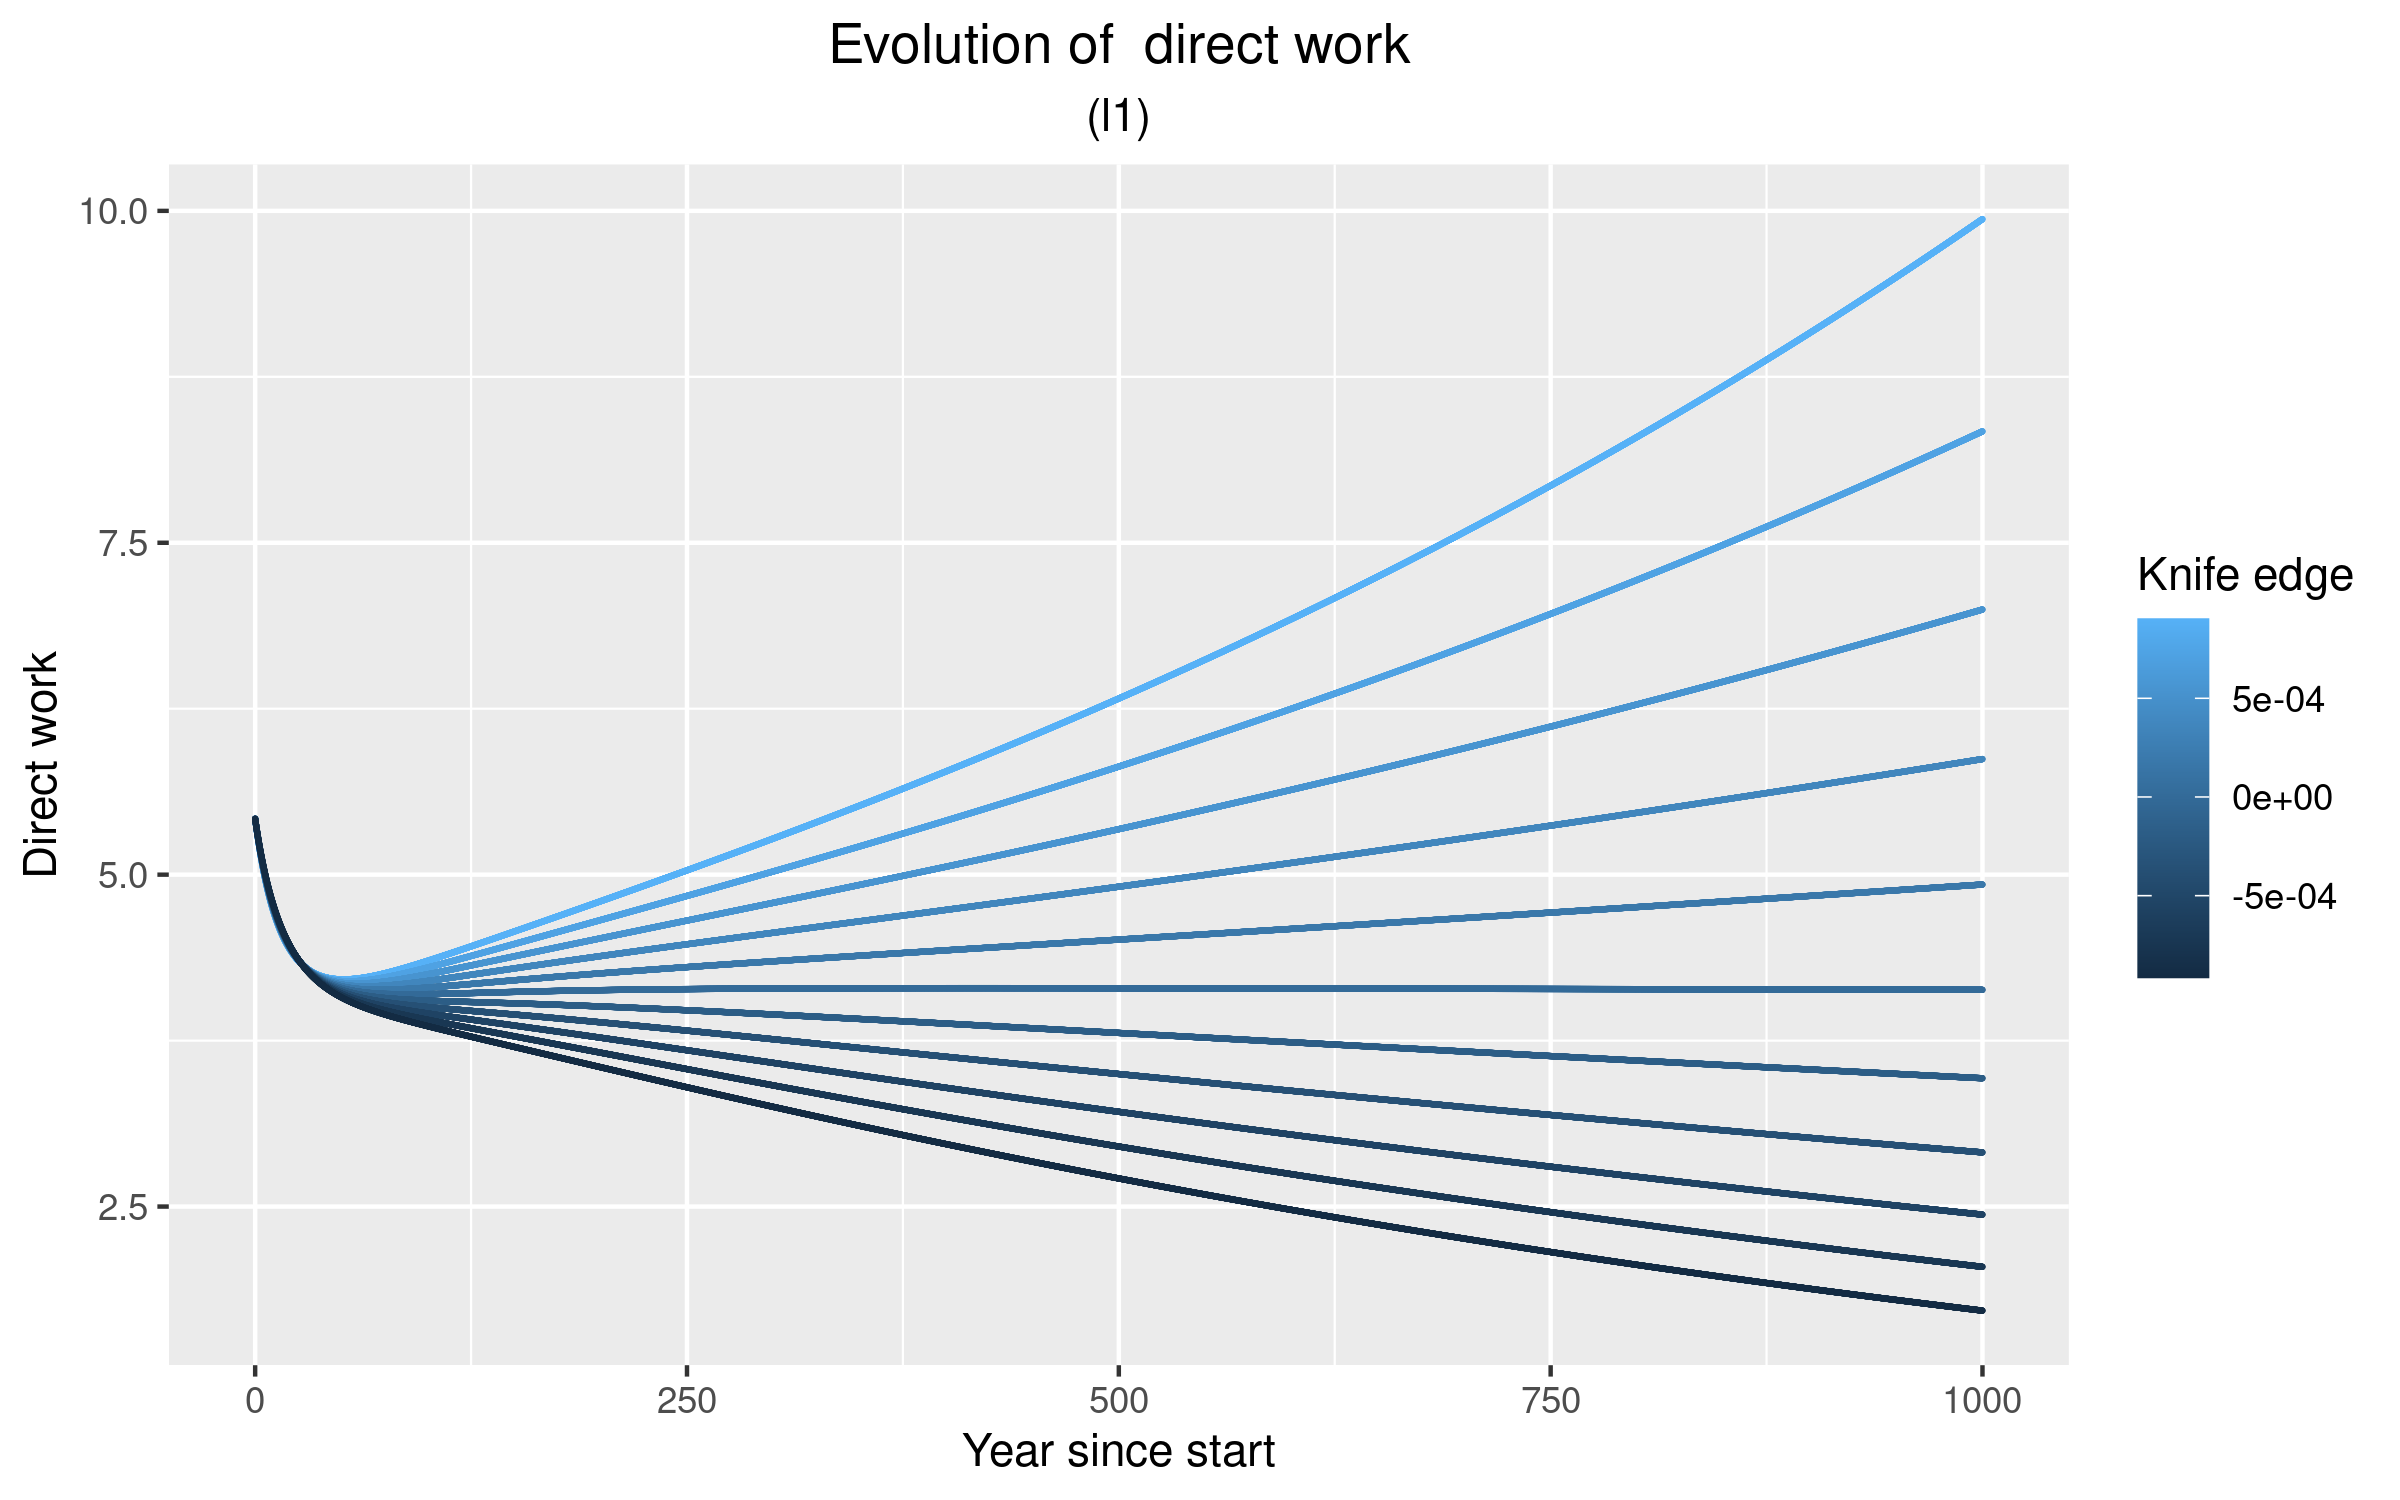 Evolution of  direct work
(l1)
Direct work
10.0
7.5
5.0
2.5
0
250
500
750
1000
Year since start
Knife edge
5e-04
0e+00
-5e-04